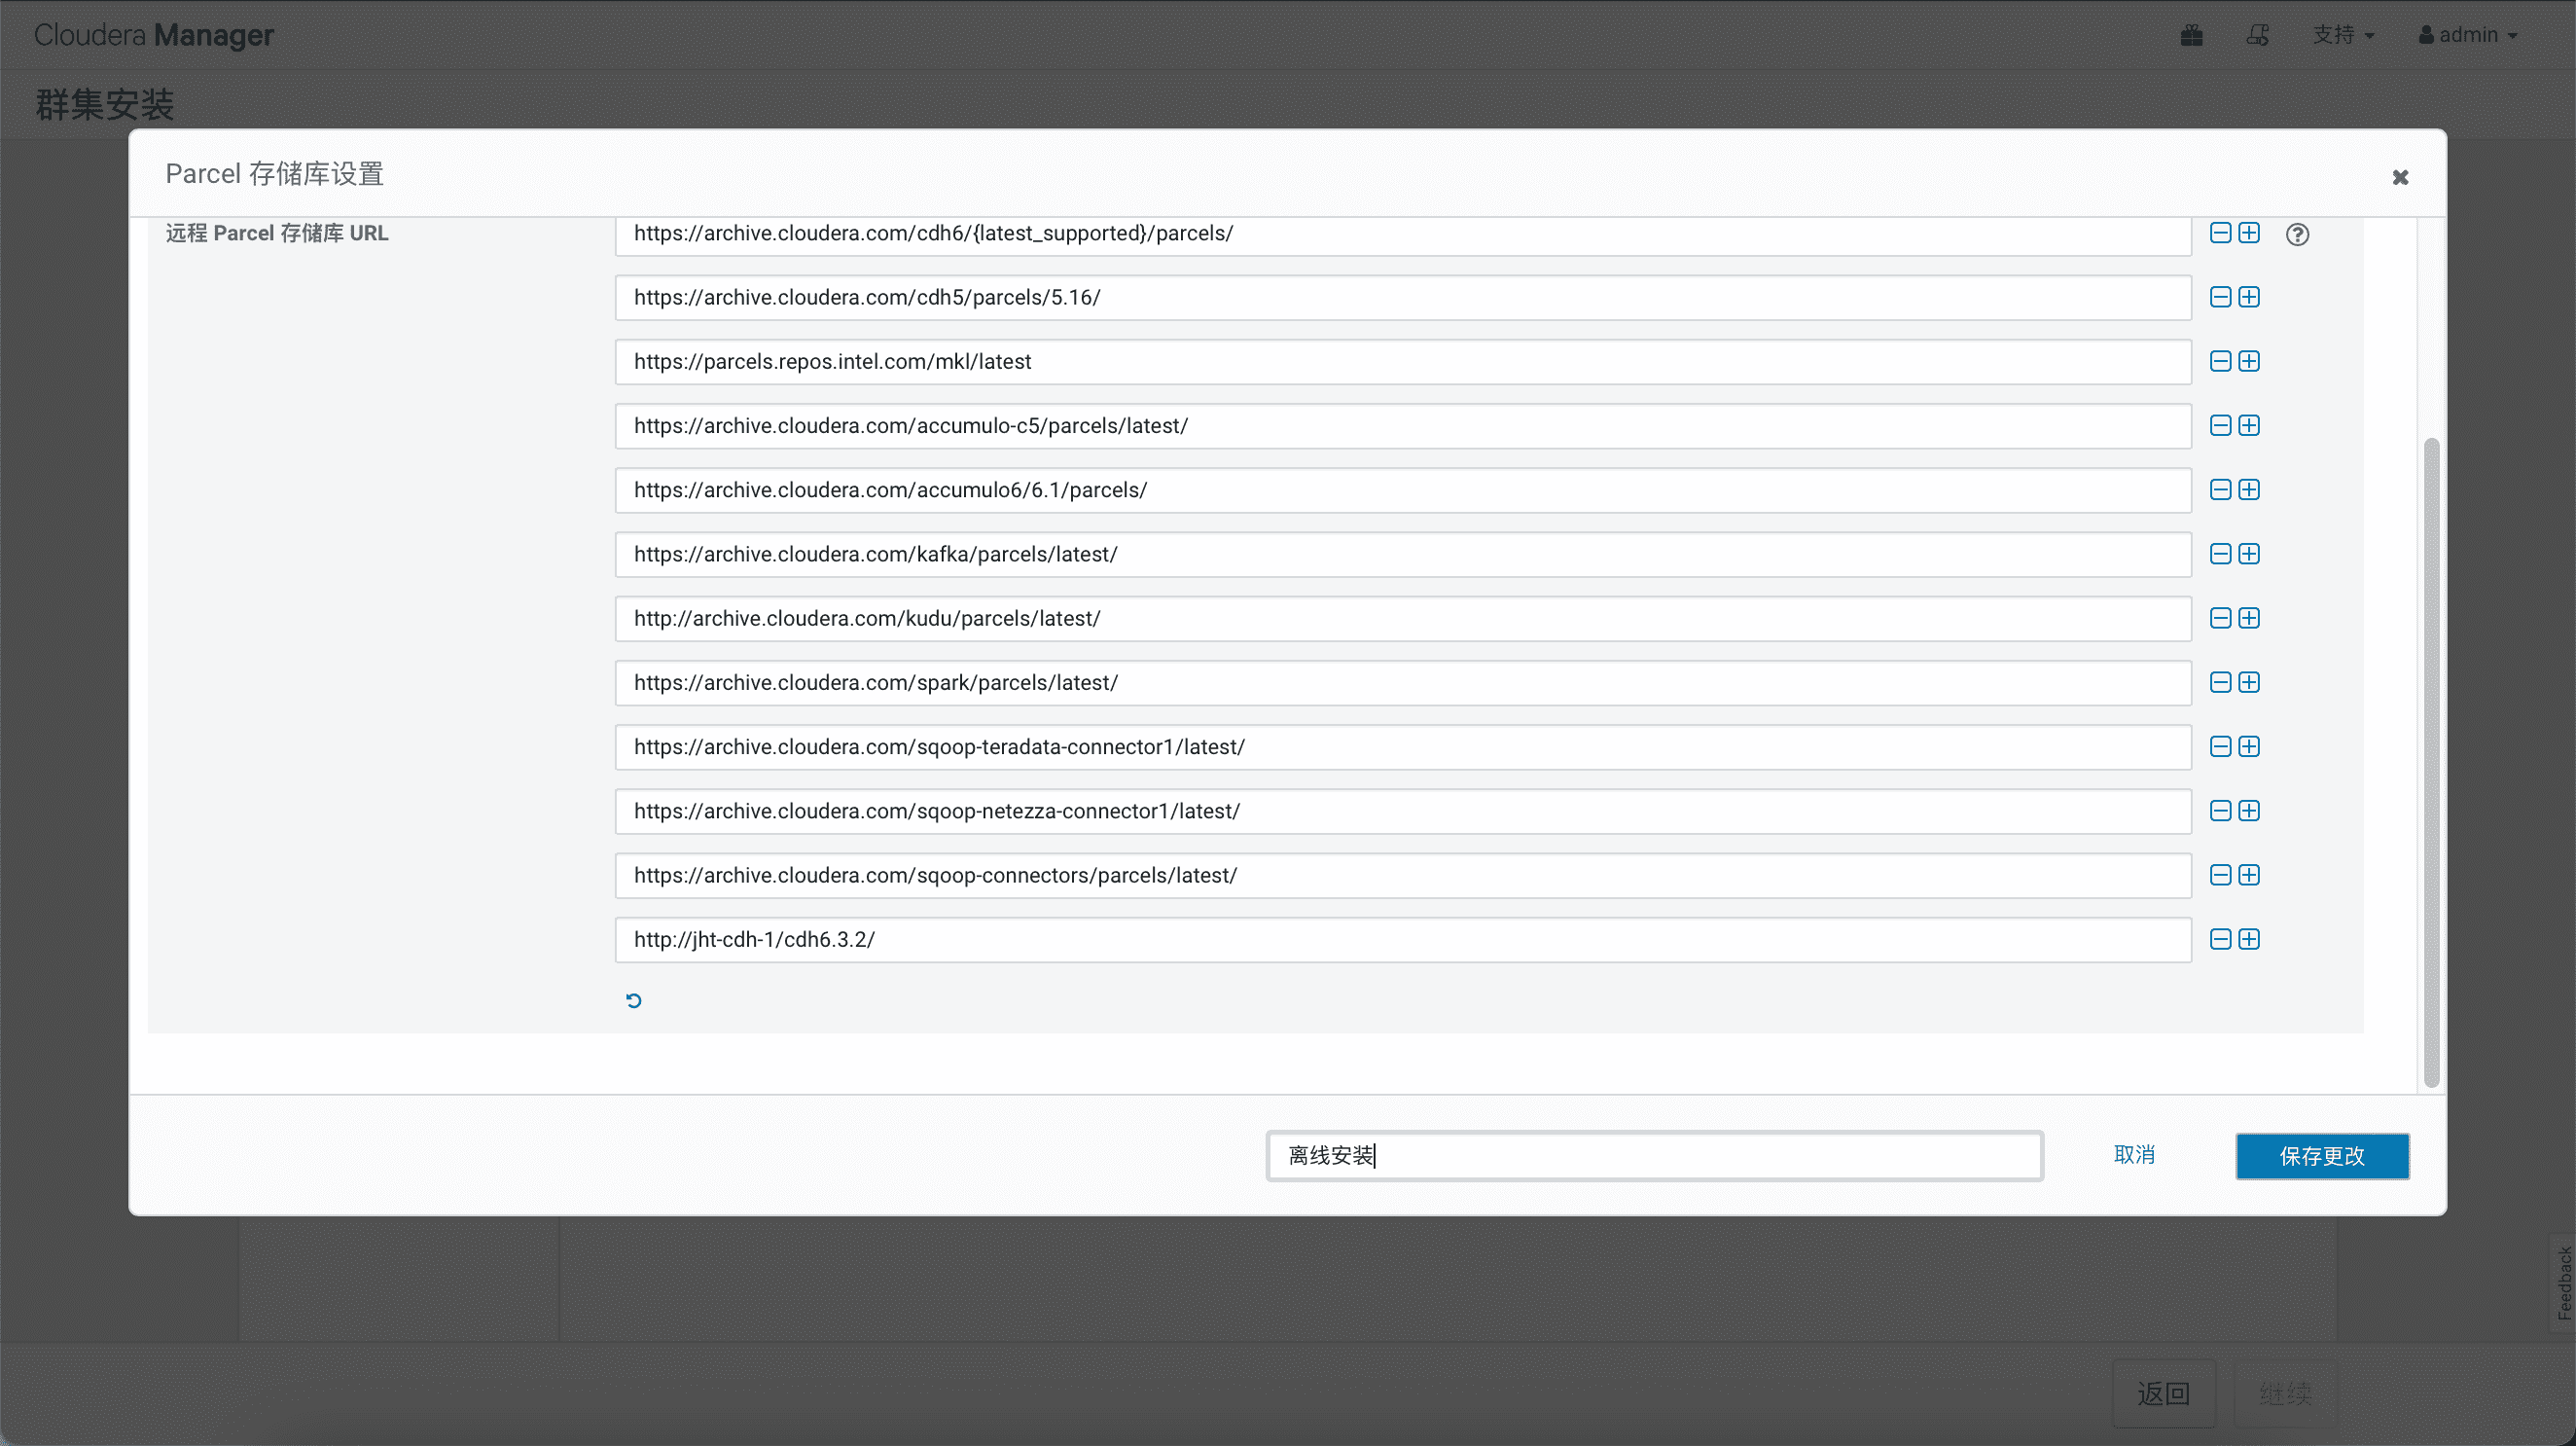 Cloudera Manager
支持
admin
群集安装
Parcel 存储库设置
远程 Parcel 存储库 URL
https://archive.cloudera.com/cdh6/{latest_supported}/parcels/
https://archive.cloudera.com/cdh5/parcels/5.16/
https://parcels.repos.intel.com/mkl/latest
https://archive.cloudera.com/accumulo-c5/parcels/latest/
https://archive.cloudera.com/accumulo6/6.1/parcels/
https://archive.cloudera.com/kafka/parcels/latest/
http://archive.cloudera.com/kudu/parcels/latest/
https://archive.cloudera.com/spark/parcels/latest/
https://archive.cloudera.com/sqoop-teradata-connector1/latest/
https://archive.cloudera.com/sqoop-netezza-connector1/latest/
https://archive.cloudera.com/sqoop-connectors/parcels/latest/
http://jht-cdh-1/cdh6.3.2/
离线安装
取消
保存更改
Feedback
返回
继续